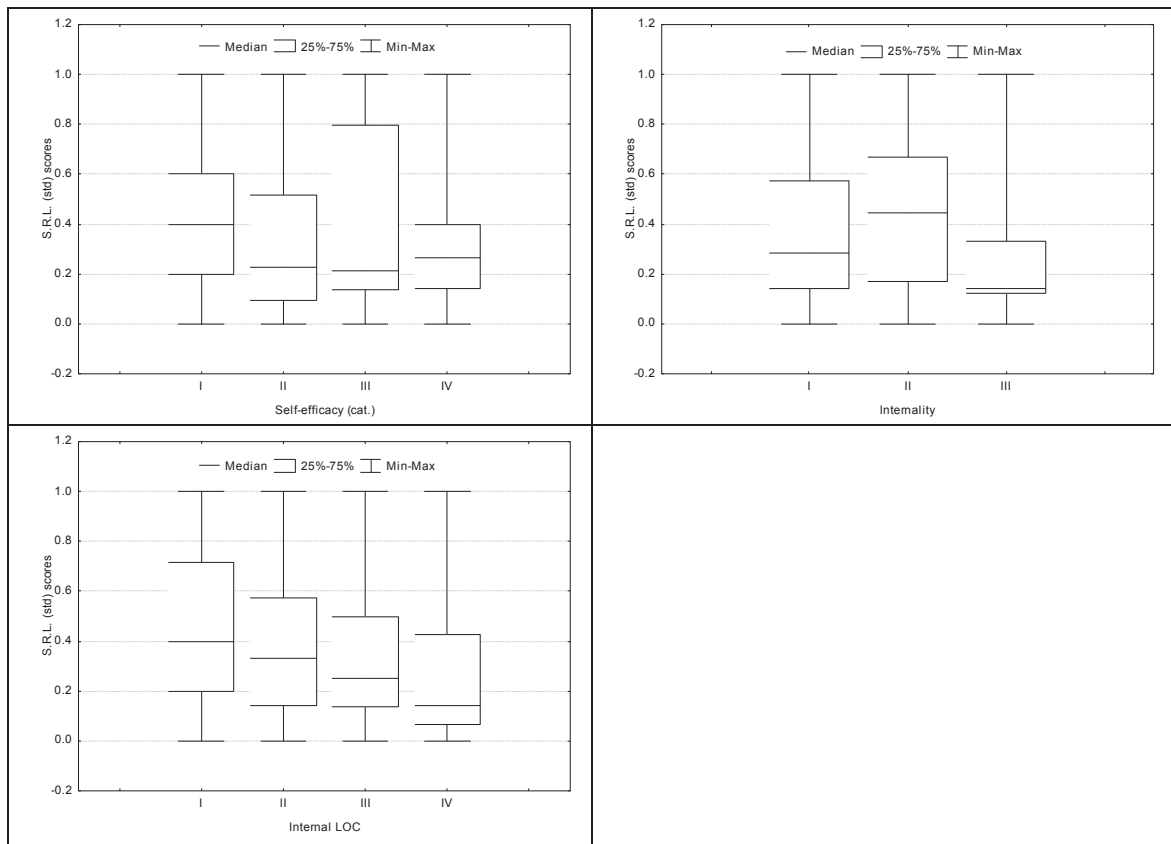 1.2
Median 25%-75% Min-Max
1.0
0.8
0.6
0.4
0.2
0.0
-0.2
S.R.L. (std) scores
I II III IV
Self-efficacy (cat.)
1.2
Median 25%-75% Min-Max
1.0
0.8
0.6
0.4
0.2
0.0
-0.2
S.R.L. (std) scores
I II III
Internality
1.2
Median 25%-75% Min-Max
1.0
0.8
0.6
0.4
0.2
0.0
-0.2
S.R.L. (std) scores
I II III IV
Internal LOC